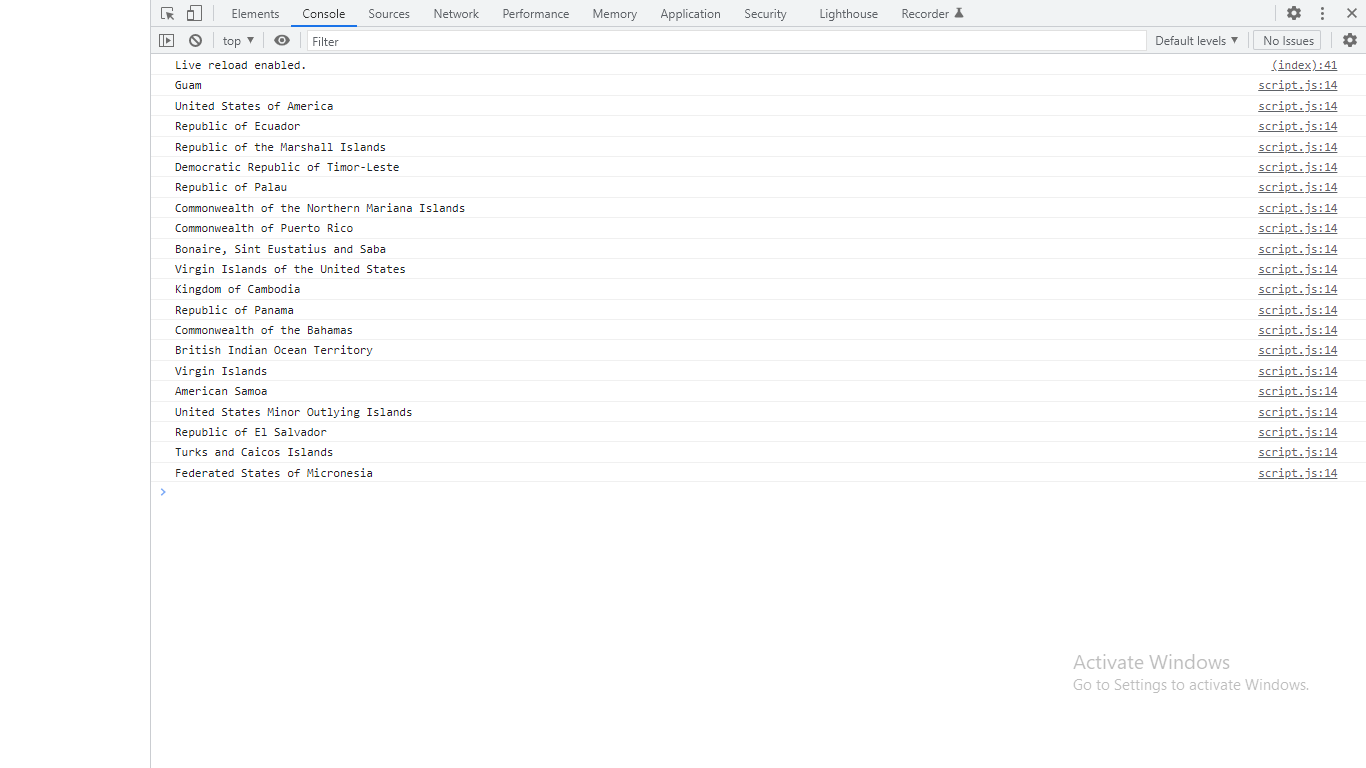 Elements Console Sources Network Performance Memory Application Security Lighthouse Recorder
top ▼ Filter Default levels ▼ No Issues
Live reload enabled. (index):41
Guam script.js:14
United States of America script.js:14
Republic of Ecuador script.js:14
Republic of the Marshall Islands script.js:14
Democratic Republic of Timor-Leste script.js:14
Republic of Palau script.js:14
Commonwealth of the Northern Mariana Islands script.js:14
Commonwealth of Puerto Rico script.js:14
Bonaire, Sint Eustatius and Saba script.js:14
Virgin Islands of the United States script.js:14
Kingdom of Cambodia script.js:14
Republic of Panama script.js:14
Commonwealth of the Bahamas script.js:14
British Indian Ocean Territory script.js:14
Virgin Islands script.js:14
American Samoa script.js:14
United States Minor Outlying Islands script.js:14
Republic of El Salvador script.js:14
Turks and Caicos Islands script.js:14
Federated States of Micronesia script.js:14
Activate Windows
Go to Settings to activate Windows.